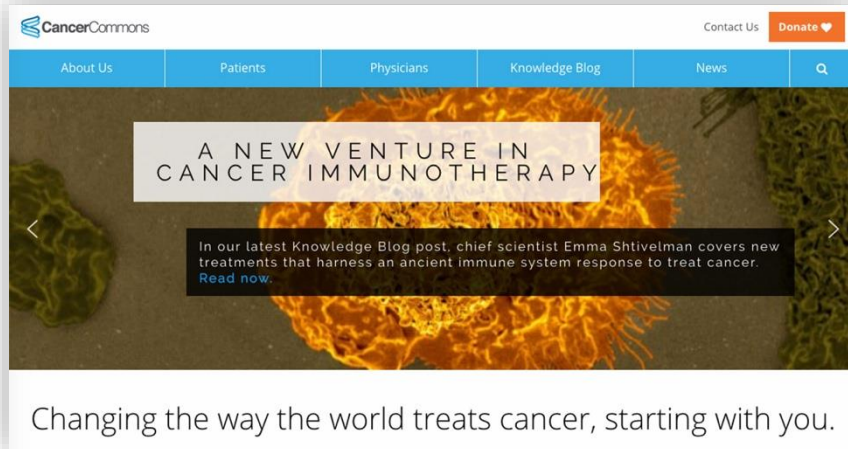 CancerCommons
Contact Us
Donate
About Us
Patients
Physicians
Knowledge Blog
News
A NEW VENTURE IN
CANCER IMMUNOTHERAPY
In our latest Knowledge Blog post, chief scientist Emma Shtivelman covers new
treatments that harness an ancient immune system response to treat cancer.
Read now.
Changing the way the world treats cancer, starting with you.